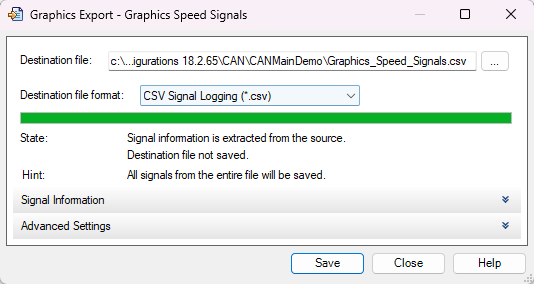 Graphics Export - Graphics Speed Signals
Destination file: c:\...igurations 18.2.65\CAN\CANMainDemo\Graphics_Speed_Signals.csv ...
Destination file format: CSV Signal Logging (*.csv)
State: Signal information is extracted from the source.
Destination file not saved.
Hint: All signals from the entire file will be saved.
Signal Information
Advanced Settings
Save Close Help